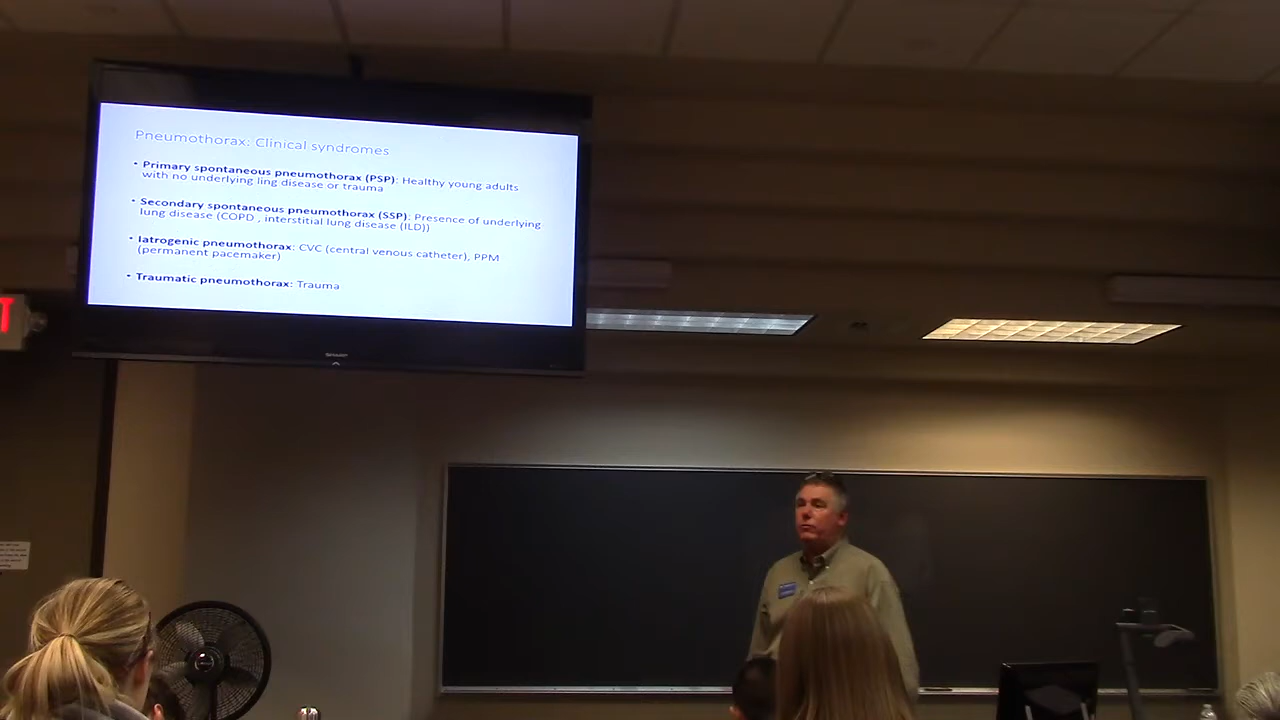 Pneumothorax: Clinical syndromes
• Primary spontaneous pneumothorax (PSP): Healthy young adults
with no underlying ling disease or trauma
• Secondary spontaneous pneumothorax (SSP): Presence of underlying
lung disease (COPD , interstitial lung disease (ILD))
• Iatrogenic pneumothorax: CVC (central venous catheter), PPM
(permanent pacemaker)
• Traumatic pneumothorax: Trauma
SHARP
T